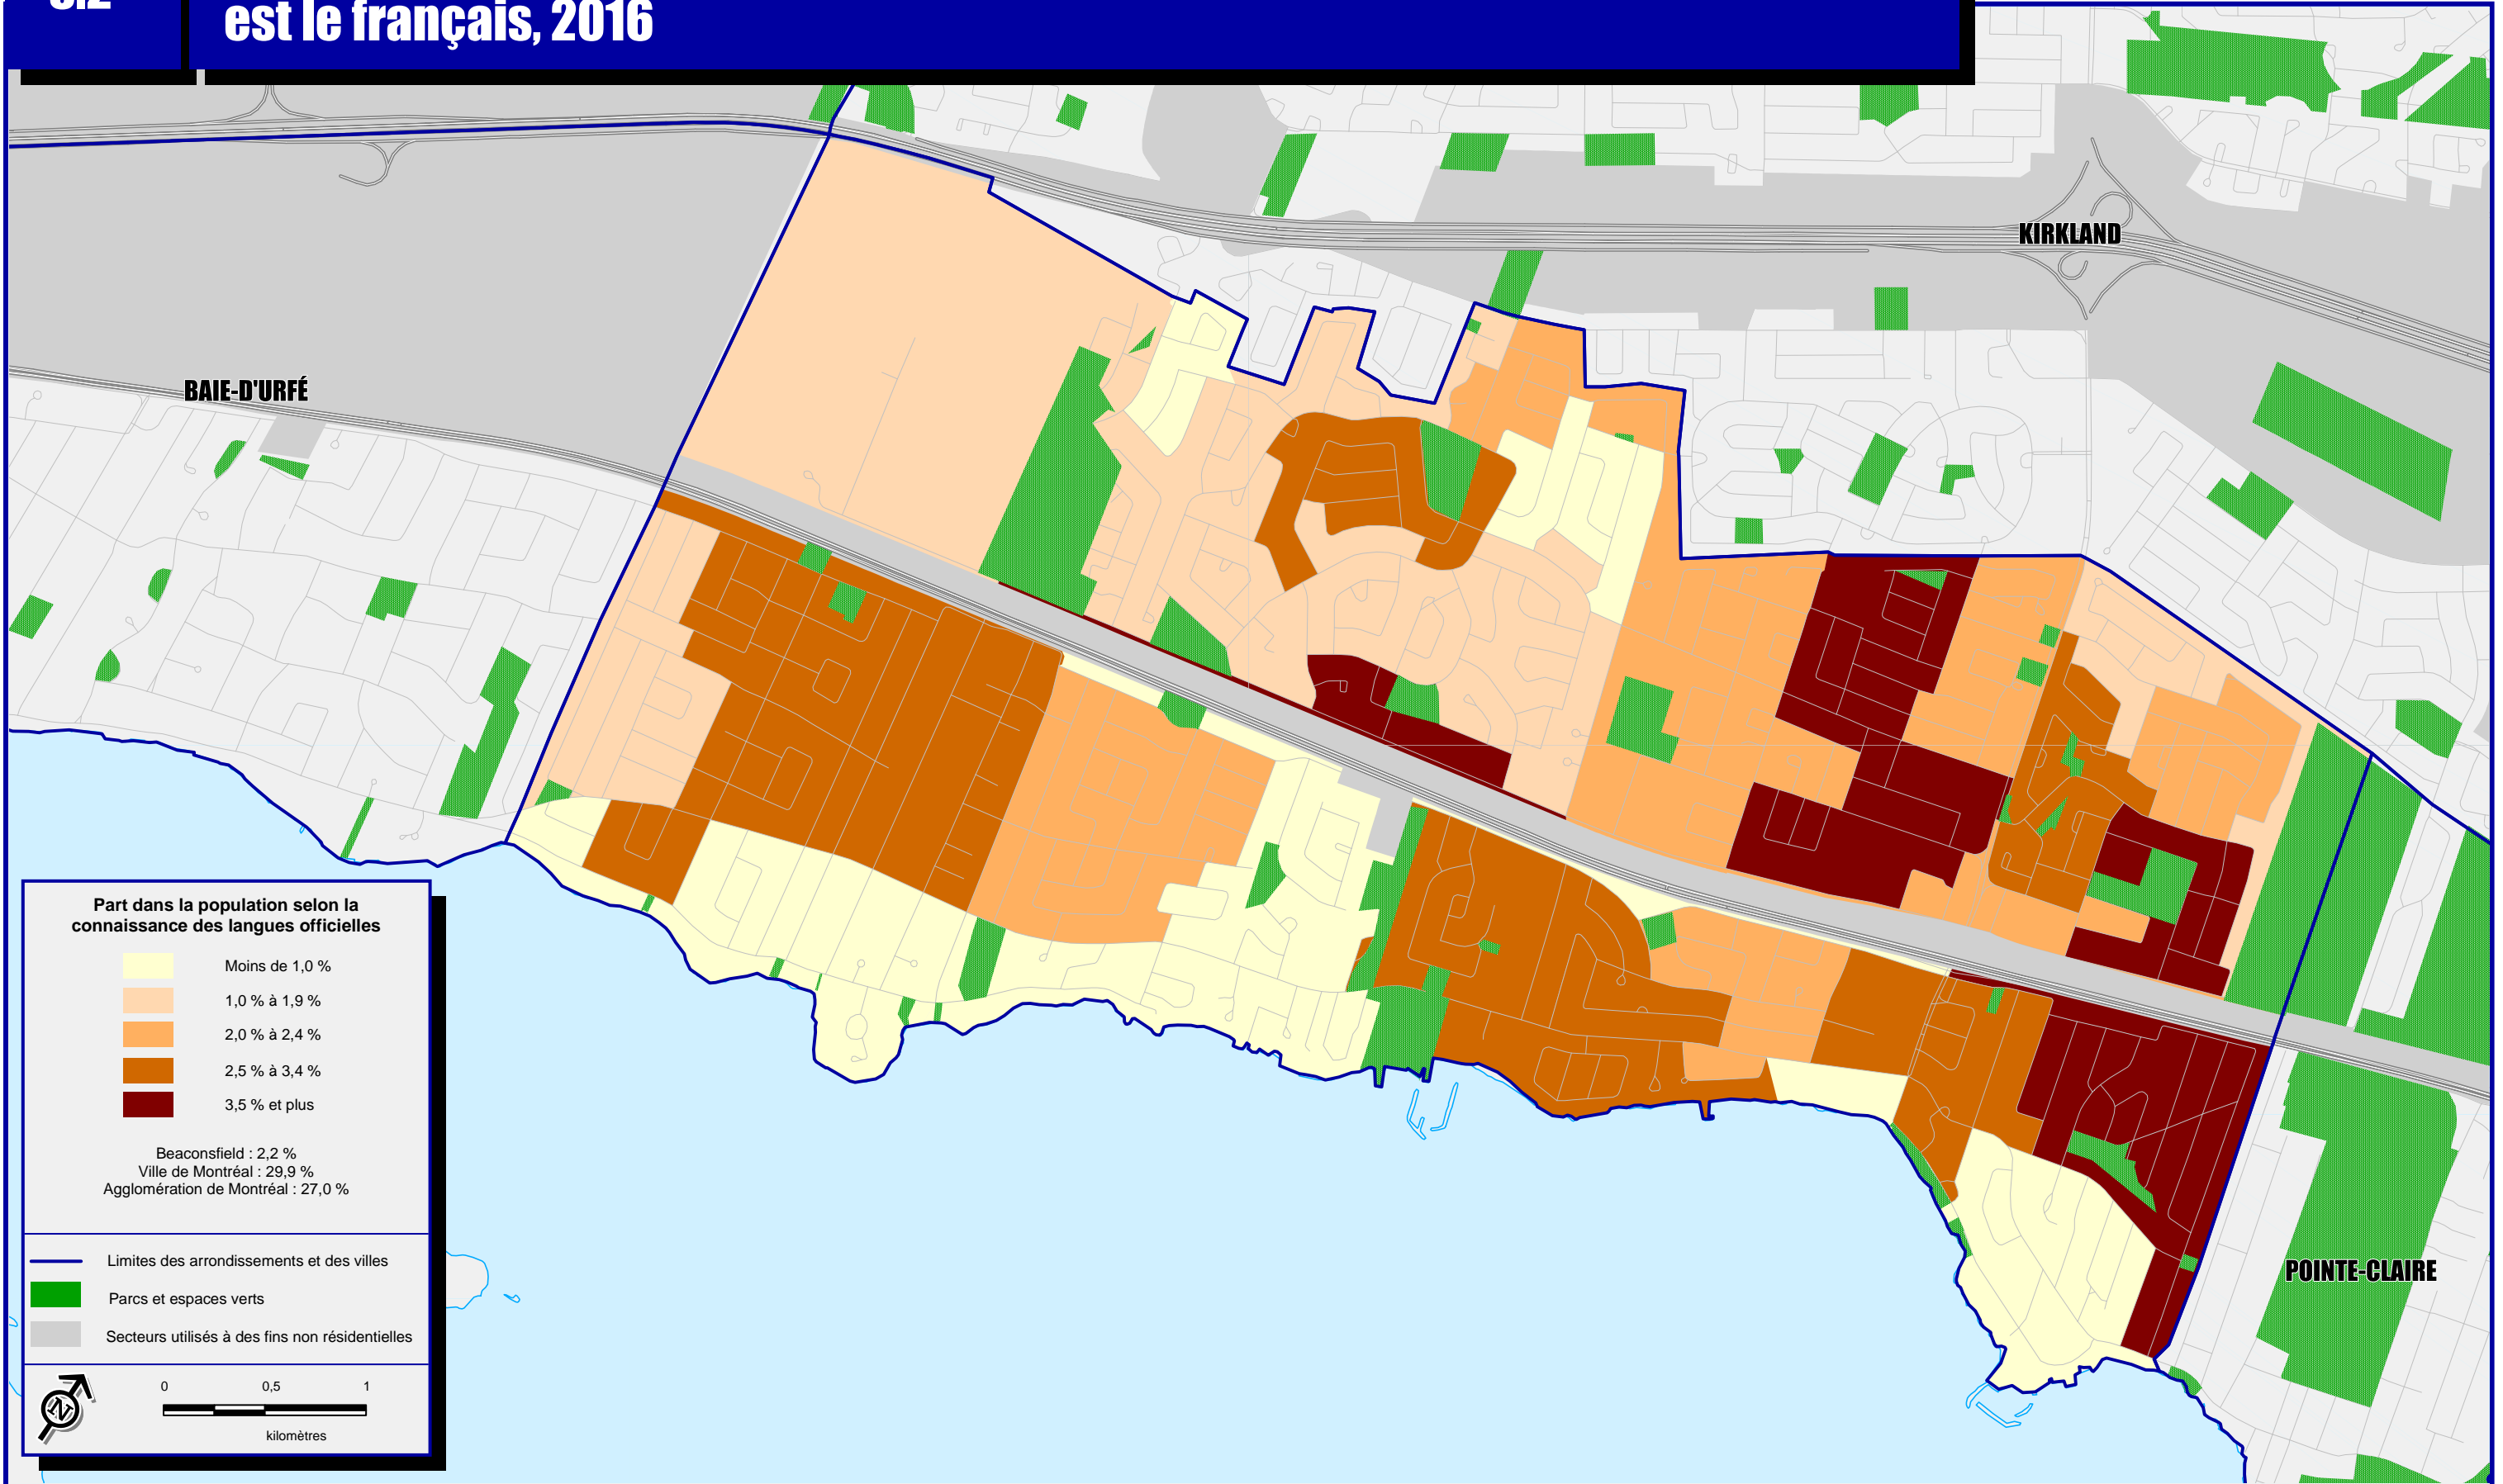 est le français, 2016
KIRKLAND
BAIE-D'URFÉ
Part dans la population selon la
connaissance des langues officielles
Moins de 1,0 %
1,0 % à 1,9 %
2,0 % à 2,4 %
2,5 % à 3,4 %
3,5 % et plus
Beaconsfield : 2,2 %
Ville de Montréal : 29,9 %
Agglomération de Montréal : 27,0 %
Limites des arrondissements et des villes
Parcs et espaces verts
Secteurs utilisés à des fins non résidentielles
N
0 0,5 1
kilomètres
POINTE-CLAIRE